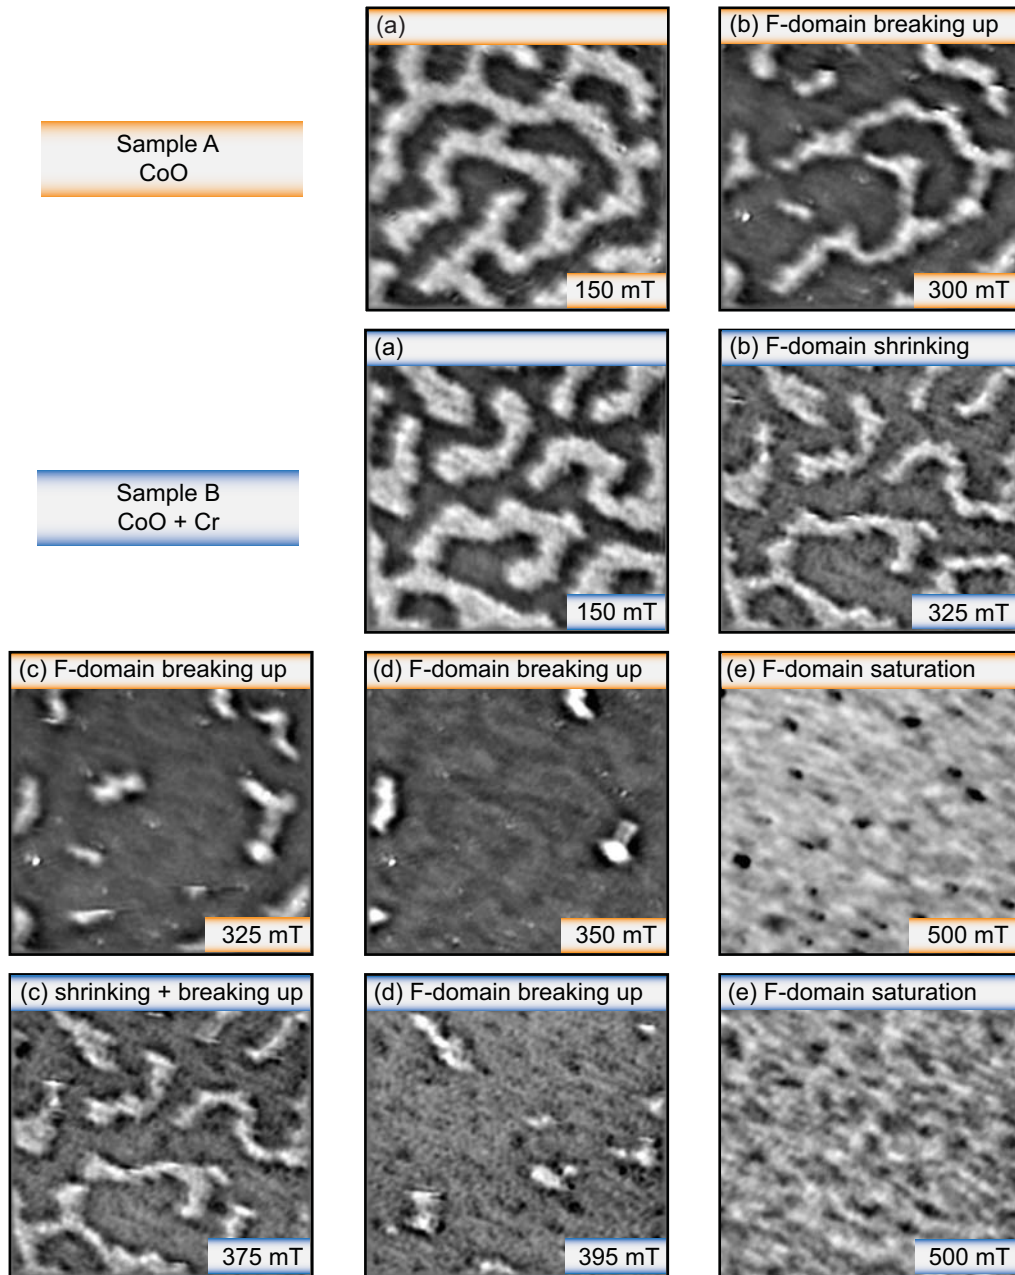 (a)
(b) F-domain breaking up
Sample A
CoO
150 mT
300 mT
(a)
(b) F-domain shrinking
Sample B
CoO + Cr
150 mT
325 mT
(c) F-domain breaking up
(d) F-domain breaking up
(e) F-domain saturation
325 mT
350 mT
500 mT
(c) shrinking + breaking up
(d) F-domain breaking up
(e) F-domain saturation
375 mT
395 mT
500 mT